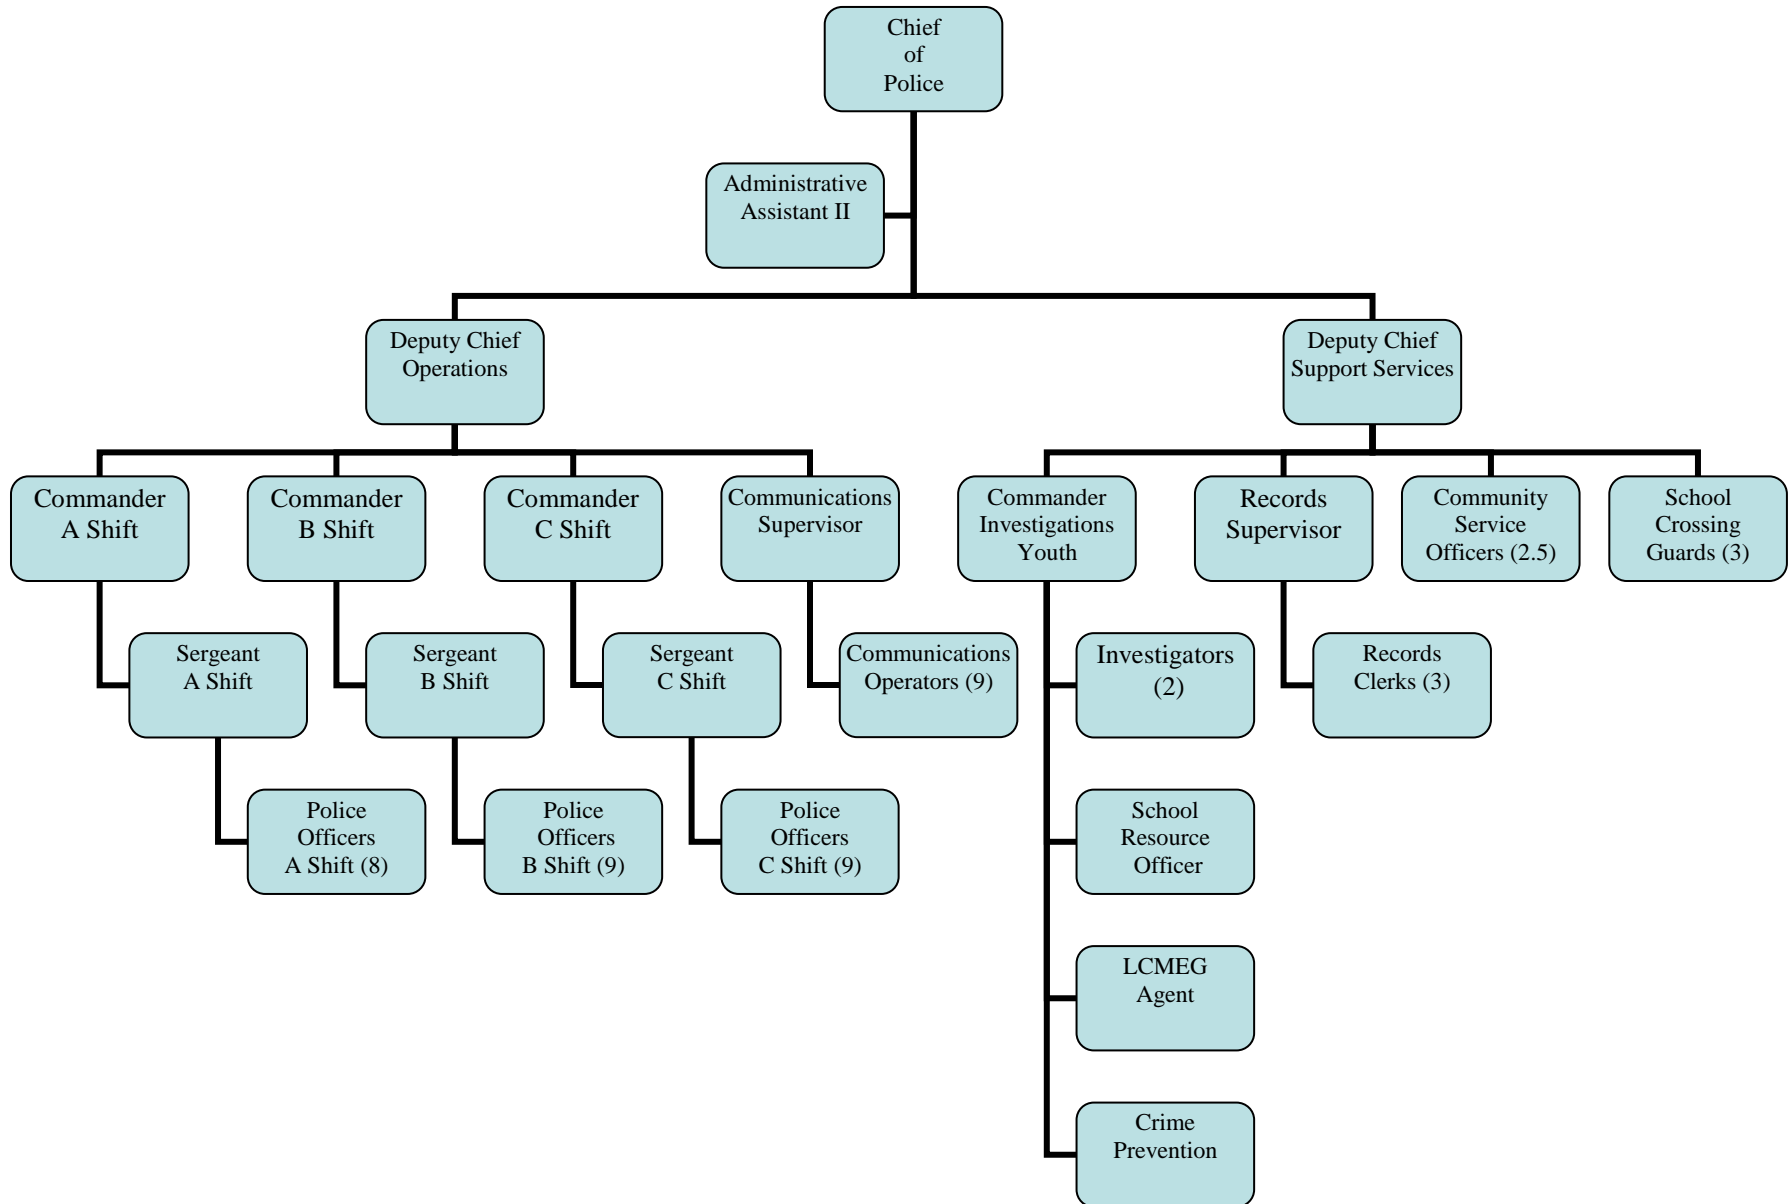 Chief
of
Police
Administrative
Assistant II
Deputy Chief
Operations
Deputy Chief
Support Services
Commander
A Shift
Commander
B Shift
Commander
C Shift
Communications
Supervisor
Commander
Investigations
Youth
Records
Supervisor
Community
Service
Officers (2.5)
School
Crossing
Guards (3)
Sergeant
A Shift
Sergeant
B Shift
Sergeant
C Shift
Communications
Operators (9)
Investigators
(2)
Records
Clerks (3)
Police
Officers
A Shift (8)
Police
Officers
B Shift (9)
Police
Officers
C Shift (9)
School
Resource
Officer
LCMEG
Agent
Crime
Prevention